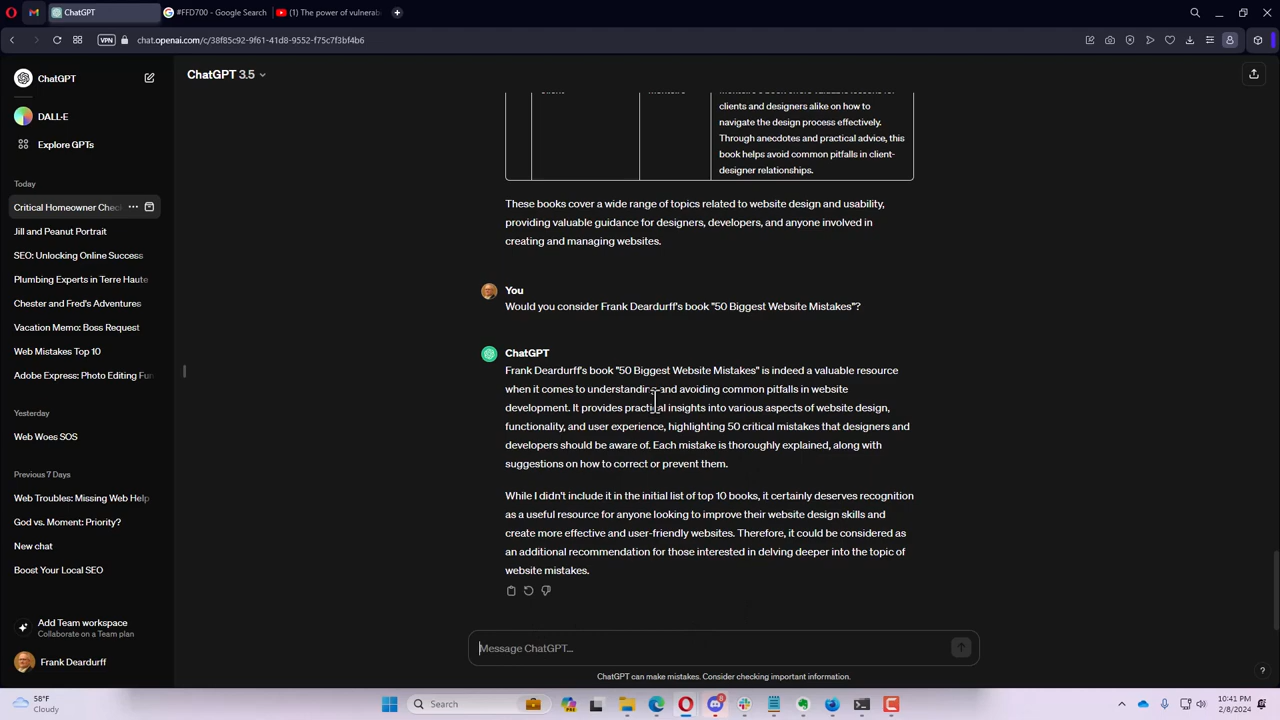 ChatGPT
#FFD700 - Google Search
(1) The power of vulnerab
VPN
chat.openai.com/c/38f85c92-9f61-41d8-9552-f75c7f3bf4b6
ChatGPT
DALL·E
Explore GPTs
Today
Critical Homeowner Chec
Jill and Peanut Portrait
SEO: Unlocking Online Success
Plumbing Experts in Terre Haute
Chester and Fred's Adventures
Vacation Memo: Boss Request
Web Mistakes Top 10
Adobe Express: Photo Editing Fun
Yesterday
Web Woes SOS
Previous 7 Days
Web Troubles: Missing Web Help
God vs. Moment: Priority?
New chat
Boost Your Local SEO
Add Team workspace
Collaborate on a Team plan
Frank Deardurff
ChatGPT 3.5
clients and designers alike on how to
navigate the design process effectively.
Through anecdotes and practical advice, this
book helps avoid common pitfalls in client-
designer relationships.
These books cover a wide range of topics related to website design and usability,
providing valuable guidance for designers, developers, and anyone involved in
creating and managing websites.
You
Would you consider Frank Deardurff's book "50 Biggest Website Mistakes"?
ChatGPT
Frank Deardurff's book "50 Biggest Website Mistakes" is indeed a valuable resource
when it comes to understanding and avoiding common pitfalls in website
development. It provides practical insights into various aspects of website design,
functionality, and user experience, highlighting 50 critical mistakes that designers and
developers should be aware of. Each mistake is thoroughly explained, along with
suggestions on how to correct or prevent them.
While I didn't include it in the initial list of top 10 books, it certainly deserves recognition
as a useful resource for anyone looking to improve their website design skills and
create more effective and user-friendly websites. Therefore, it could be considered as
an additional recommendation for those interested in delving deeper into the topic of
website mistakes.
Message ChatGPT...
ChatGPT can make mistakes. Consider checking important information.
?
58°F
Cloudy
Search
10:41 PM
2/8/2024